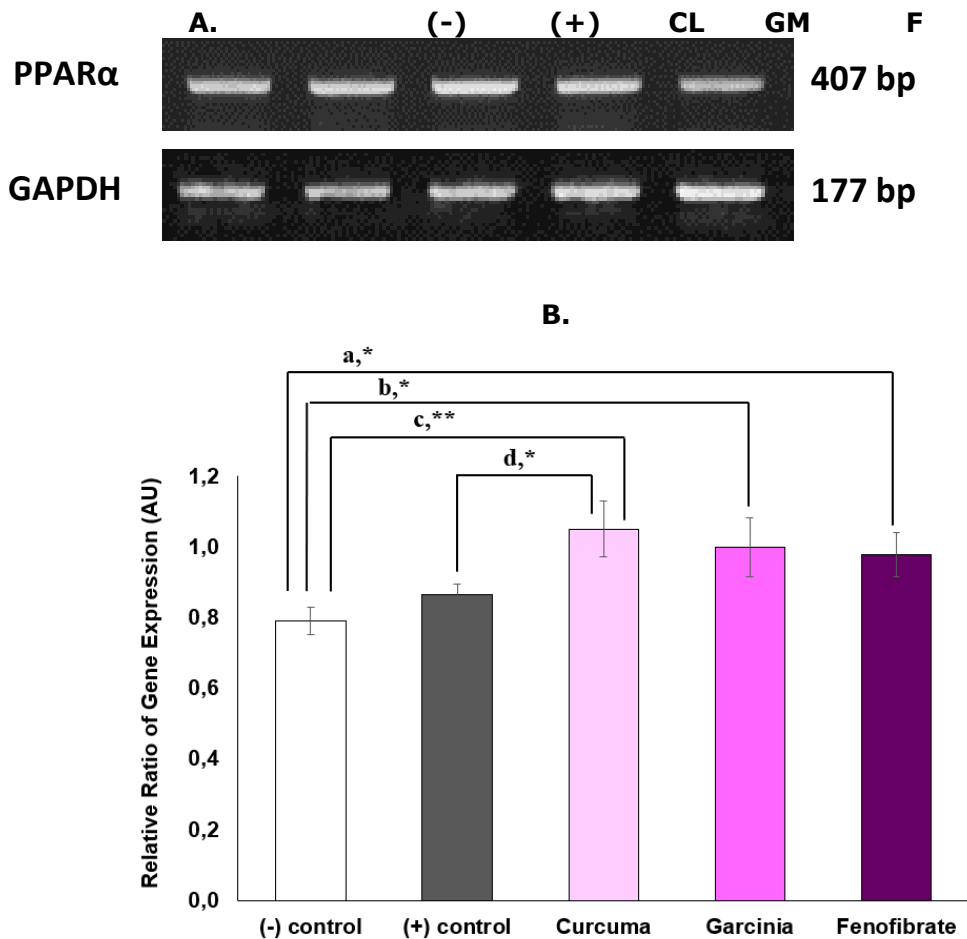 A. (-) (+) CL GM F
PPARα 407 bp
GAPDH 177 bp
B.
a,*
b,*
c,**
d,*
Relative Ratio of Gene Expression (AU)
1,2
1,0
0,8
0,6
0,4
0,2
0,0
(-) control (+) control Curcuma Garcinia Fenofibrate